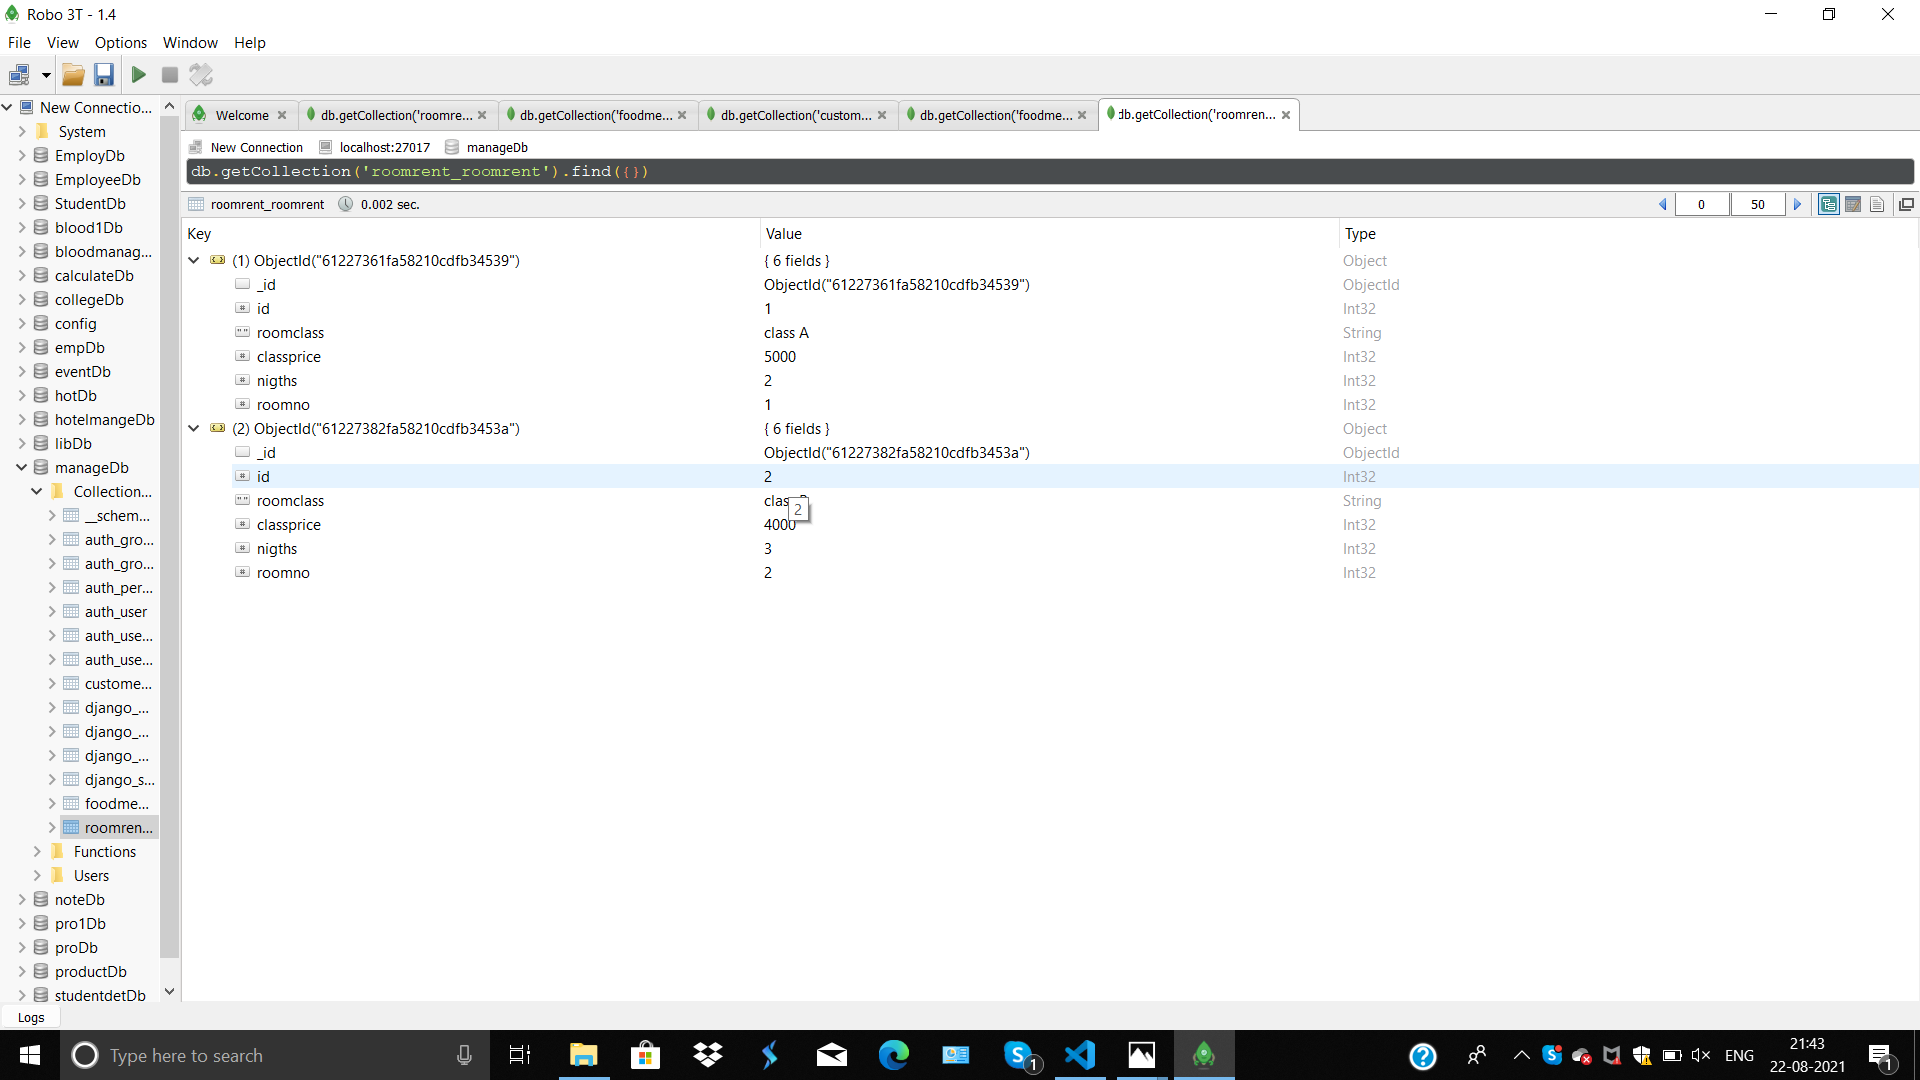 Robo 3T - 1.4
File View Options Window Help
Welcome db.getCollection('roomre... db.getCollection('foodme... db.getCollection('custom... db.getCollection('foodme... db.getCollection('roomren...
New Connection localhost:27017 manageDb
db.getCollection('roomrent_roomrent').find({})
roomrent_roomrent 0.002 sec. 0 50
Key Value Type
(1) ObjectId("61227361fa58210cdfb34539") { 6 fields } Object
_id ObjectId("61227361fa58210cdfb34539") ObjectId
id 1 Int32
roomclass class A String
classprice 5000 Int32
nigths 2 Int32
roomno 1 Int32
(2) ObjectId("61227382fa58210cdfb3453a") { 6 fields } Object
_id ObjectId("61227382fa58210cdfb3453a") ObjectId
id 2 Int32
roomclass String
2
classprice 4000 Int32
nigths 3 Int32
roomno 2 Int32
New Connectio...
System
EmployDb
EmployeeDb
StudentDb
blood1Db
bloodmanag...
calculateDb
collegeDb
config
empDb
eventDb
hotDb
hotelmangeDb
libDb
manageDb
Collection...
__schem...
auth_gro...
auth_gro...
auth_per...
auth_user
auth_use...
auth_use...
custome...
django_...
django_...
django_...
django_s...
foodme...
roomren...
Functions
Users
noteDb
pro1Db
proDb
productDb
studentdetDb
Logs
Type here to search
1
ENG
21:43
22-08-2021
1